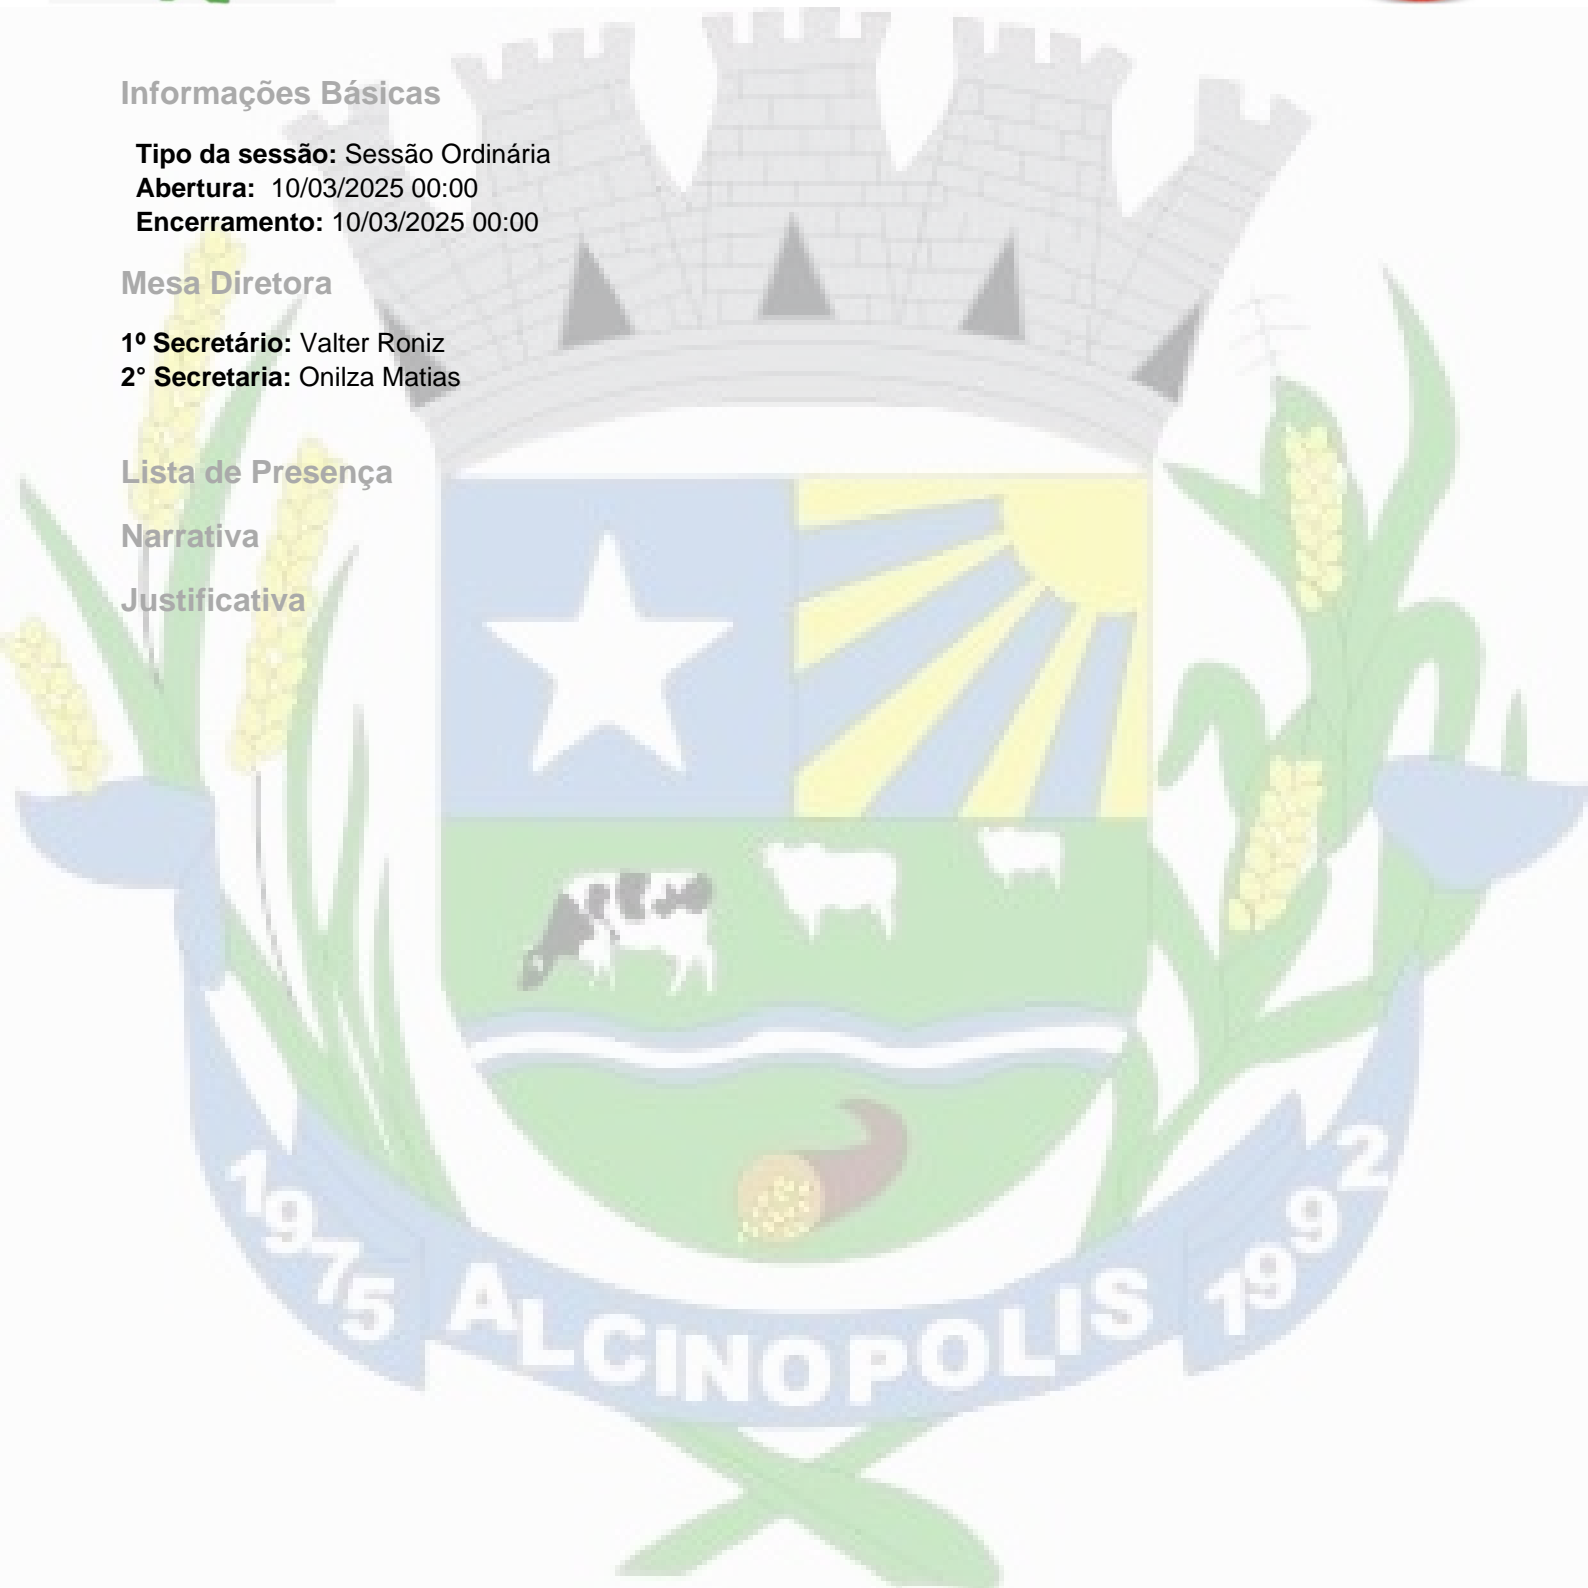 Informações Básicas
Tipo da sessão: Sessão Ordinária
Abertura: 10/03/2025 00:00
Encerramento: 10/03/2025 00:00
Mesa Diretora
1º Secretário: Valter Roniz
2° Secretaria: Onilza Matias
Lista de Presença
Narrativa
Justificativa
1975 ALCINOPOLIS 1992